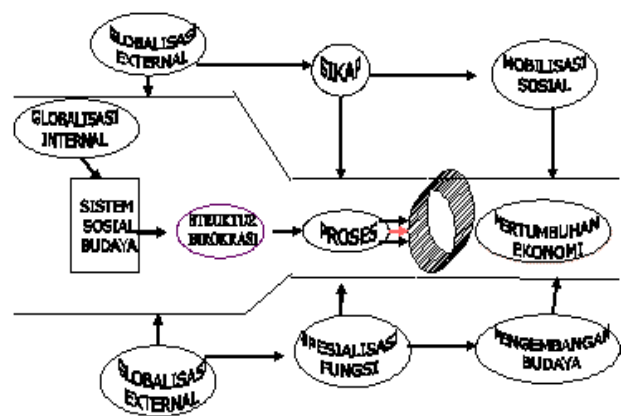 GLOBALISASI
EXTERNAL
SIKAP
MOBILISASI
SOSIAL
GLOBALISASI
INTERNAL
SISTEM
SOSIAL
BUDAYA
STRUKTUR
BIROKRASI
PROSES
PERTUMBUHAN
EKONOMI
GLOBALISASI
EXTERNAL
SPESIALISASI
FUNGSI
PENGEMBANGAN
BUDAYA